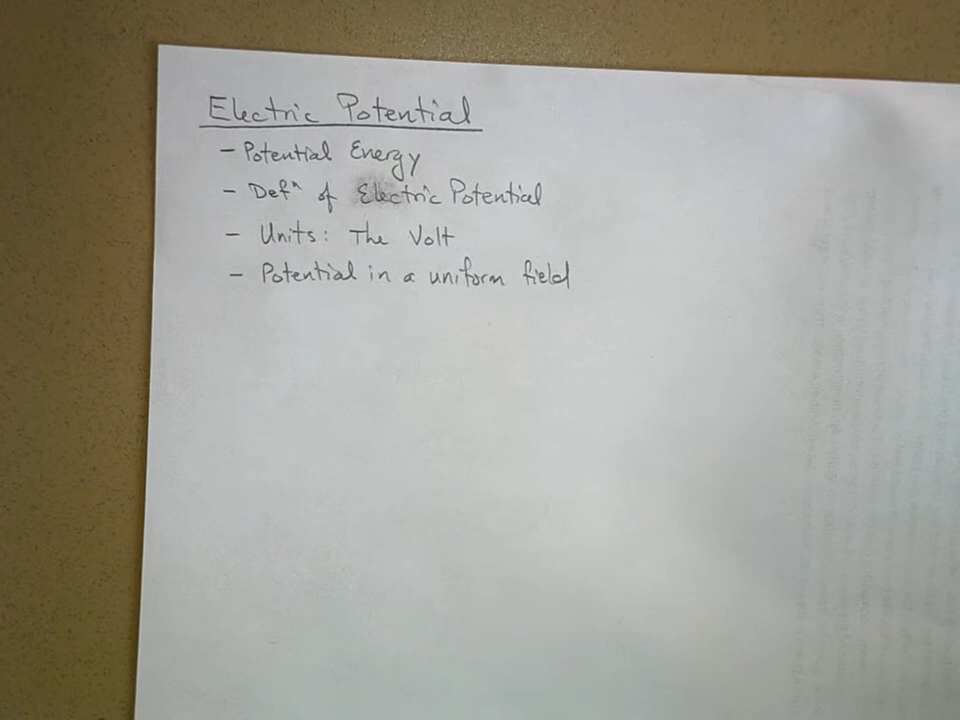 Electric Potential
- Potential Energy
- Defⁿ of Electric Potential
- Units: The Volt
- Potential in a uniform field